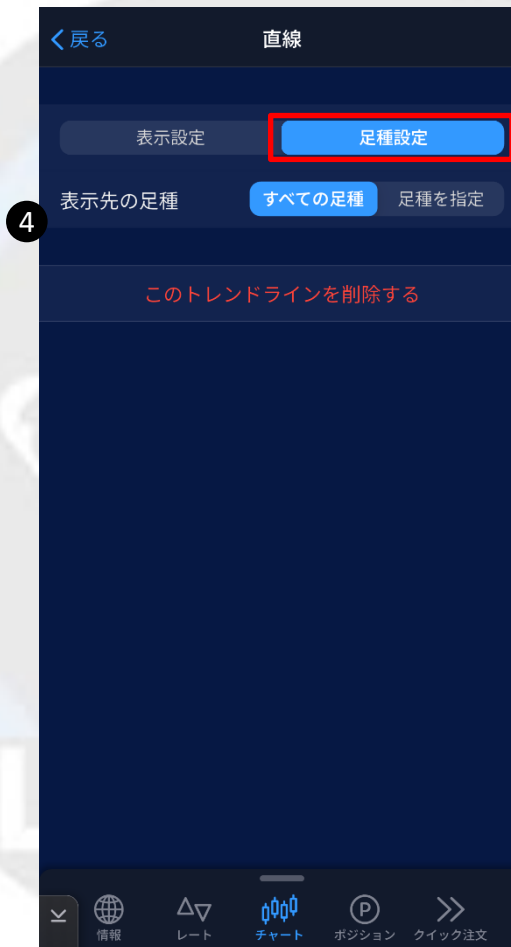 戻る 直線
表示設定 足種設定
4 表示先の足種 すべての足種 足種を指定
このトレンドラインを削除する
P
情報 レート チャート ポジション クイック注文